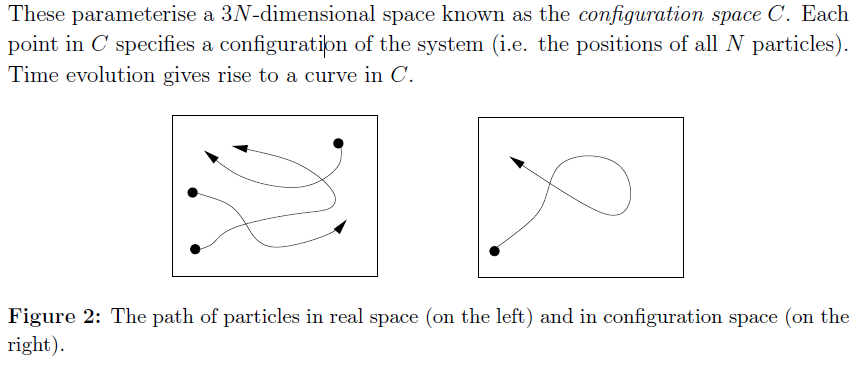 These parameterise a 3N-dimensional space known as the configuration space C. Each
point in C specifies a configuration of the system (i.e. the positions of all N particles).
Time evolution gives rise to a curve in C.
Figure 2: The path of particles in real space (on the left) and in configuration space (on the
right).